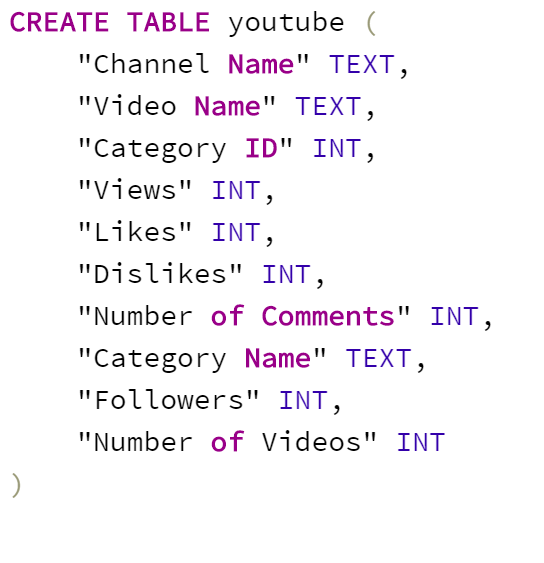 CREATE TABLE youtube (
"Channel Name" TEXT,
"Video Name" TEXT,
"Category ID" INT,
"Views" INT,
"Likes" INT,
"Dislikes" INT,
"Number of Comments" INT,
"Category Name" TEXT,
"Followers" INT,
"Number of Videos" INT
)